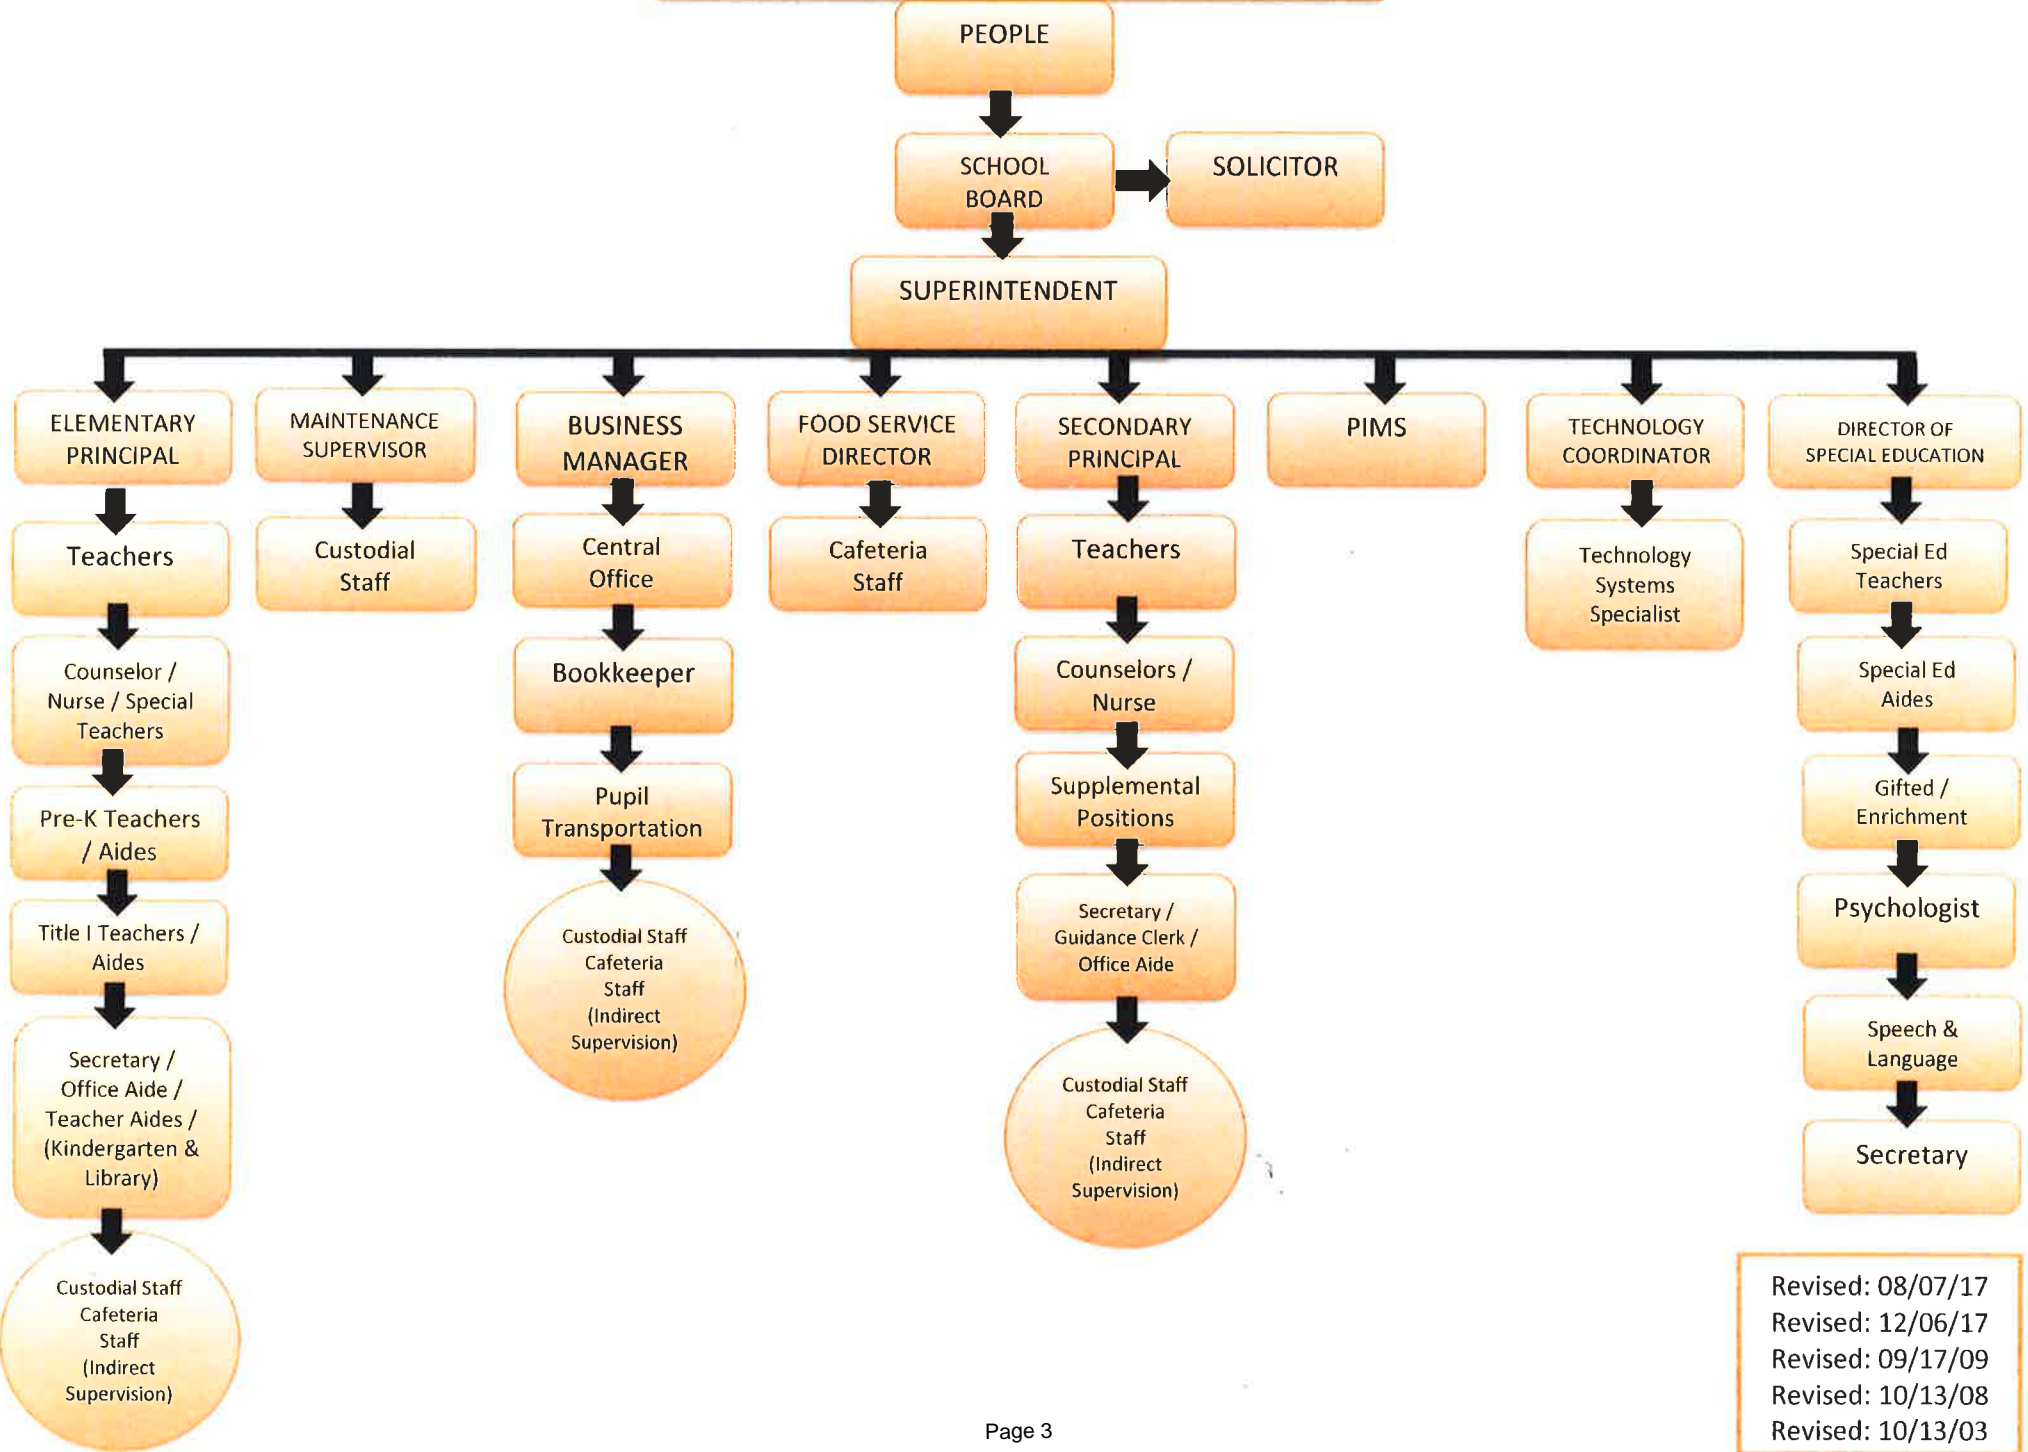 PEOPLE
SCHOOL
BOARD
SOLICITOR
SUPERINTENDENT
ELEMENTARY
PRINCIPAL
MAINTENANCE
SUPERVISOR
BUSINESS
MANAGER
FOOD SERVICE
DIRECTOR
SECONDARY
PRINCIPAL
PIMS
TECHNOLOGY
COORDINATOR
DIRECTOR OF
SPECIAL EDUCATION
Teachers
Counselor /
Nurse / Special
Teachers
Pre-K Teachers
/ Aides
Title I Teachers /
Aides
Secretary /
Office Aide /
Teacher Aides /
(Kindergarten &
Library)
Custodial Staff
Cafeteria
Staff
(Indirect
Supervision)
Custodial
Staff
Central
Office
Bookkeeper
Pupil
Transportation
Custodial Staff
Cafeteria
Staff
(Indirect
Supervision)
Cafeteria
Staff
Teachers
Counselors /
Nurse
Supplemental
Positions
Secretary /
Guidance Clerk /
Office Aide
Custodial Staff
Cafeteria
Staff
(Indirect
Supervision)
Technology
Systems
Specialist
Special Ed
Teachers
Special Ed
Aides
Gifted /
Enrichment
Psychologist
Speech &
Language
Secretary
Revised: 08/07/17
Revised: 12/06/17
Revised: 09/17/09
Revised: 10/13/08
Revised: 10/13/03
Page 3